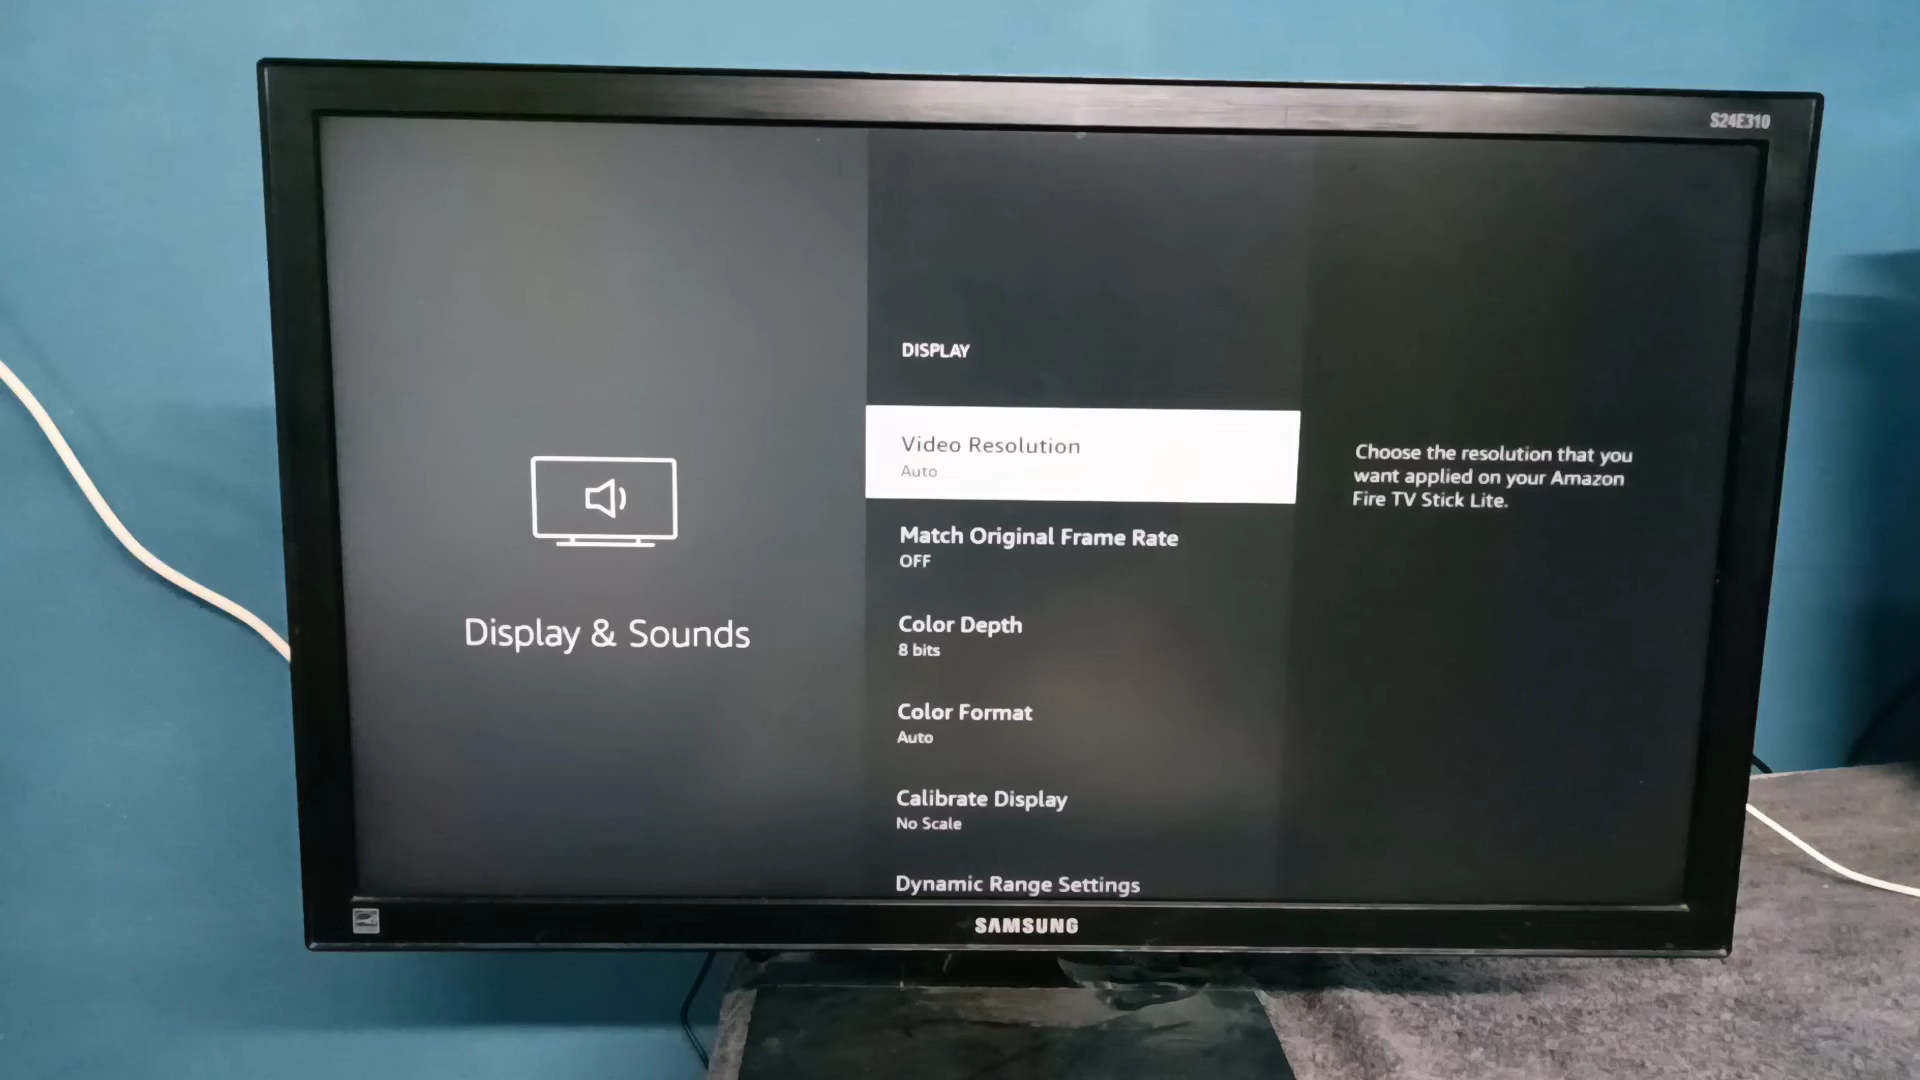 S24E310
DISPLAY
Video Resolution
Auto
Choose the resolution that you
want applied on your Amazon
Fire TV Stick Lite.
Match Original Frame Rate
OFF
Display & Sounds
Color Depth
8 bits
Color Format
Auto
Calibrate Display
No Scale
Dynamic Range Settings
SAMSUNG